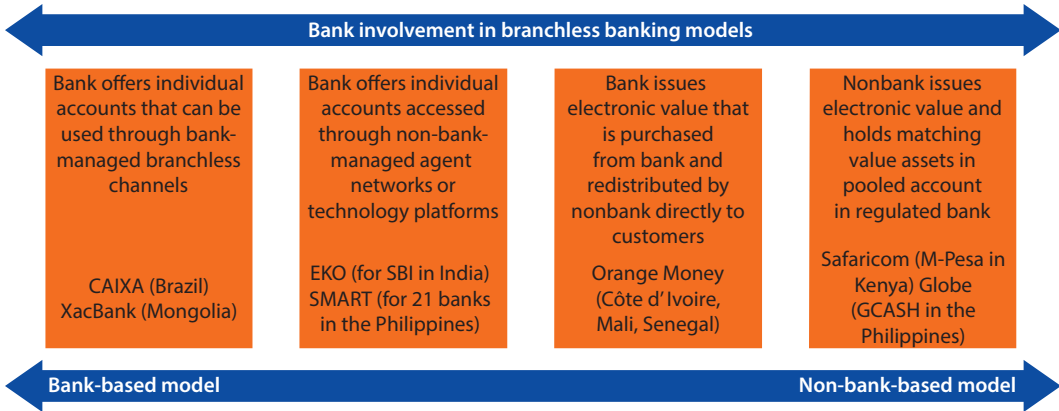 Bank involvement in branchless banking models
Bank offers individual
accounts that can be
used through bank-
managed branchless
channels
CAIXA (Brazil)
XacBank (Mongolia)
Bank offers individual
accounts accessed
through non-bank-
managed agent
networks or
technology platforms
EKO (for SBI in India)
SMART (for 21 banks
in the Philippines)
Bank issues
electronic value that
is purchased
from bank and
redistributed by
nonbank directly to
customers
Orange Money
(Côte d’ Ivoire,
Mali, Senegal)
Nonbank issues
electronic value and
holds matching
value assets in
pooled account
in regulated bank
Safaricom (M-Pesa in
Kenya) Globe
(GCASH in the
Philippines)
Bank-based model
Non-bank-based model